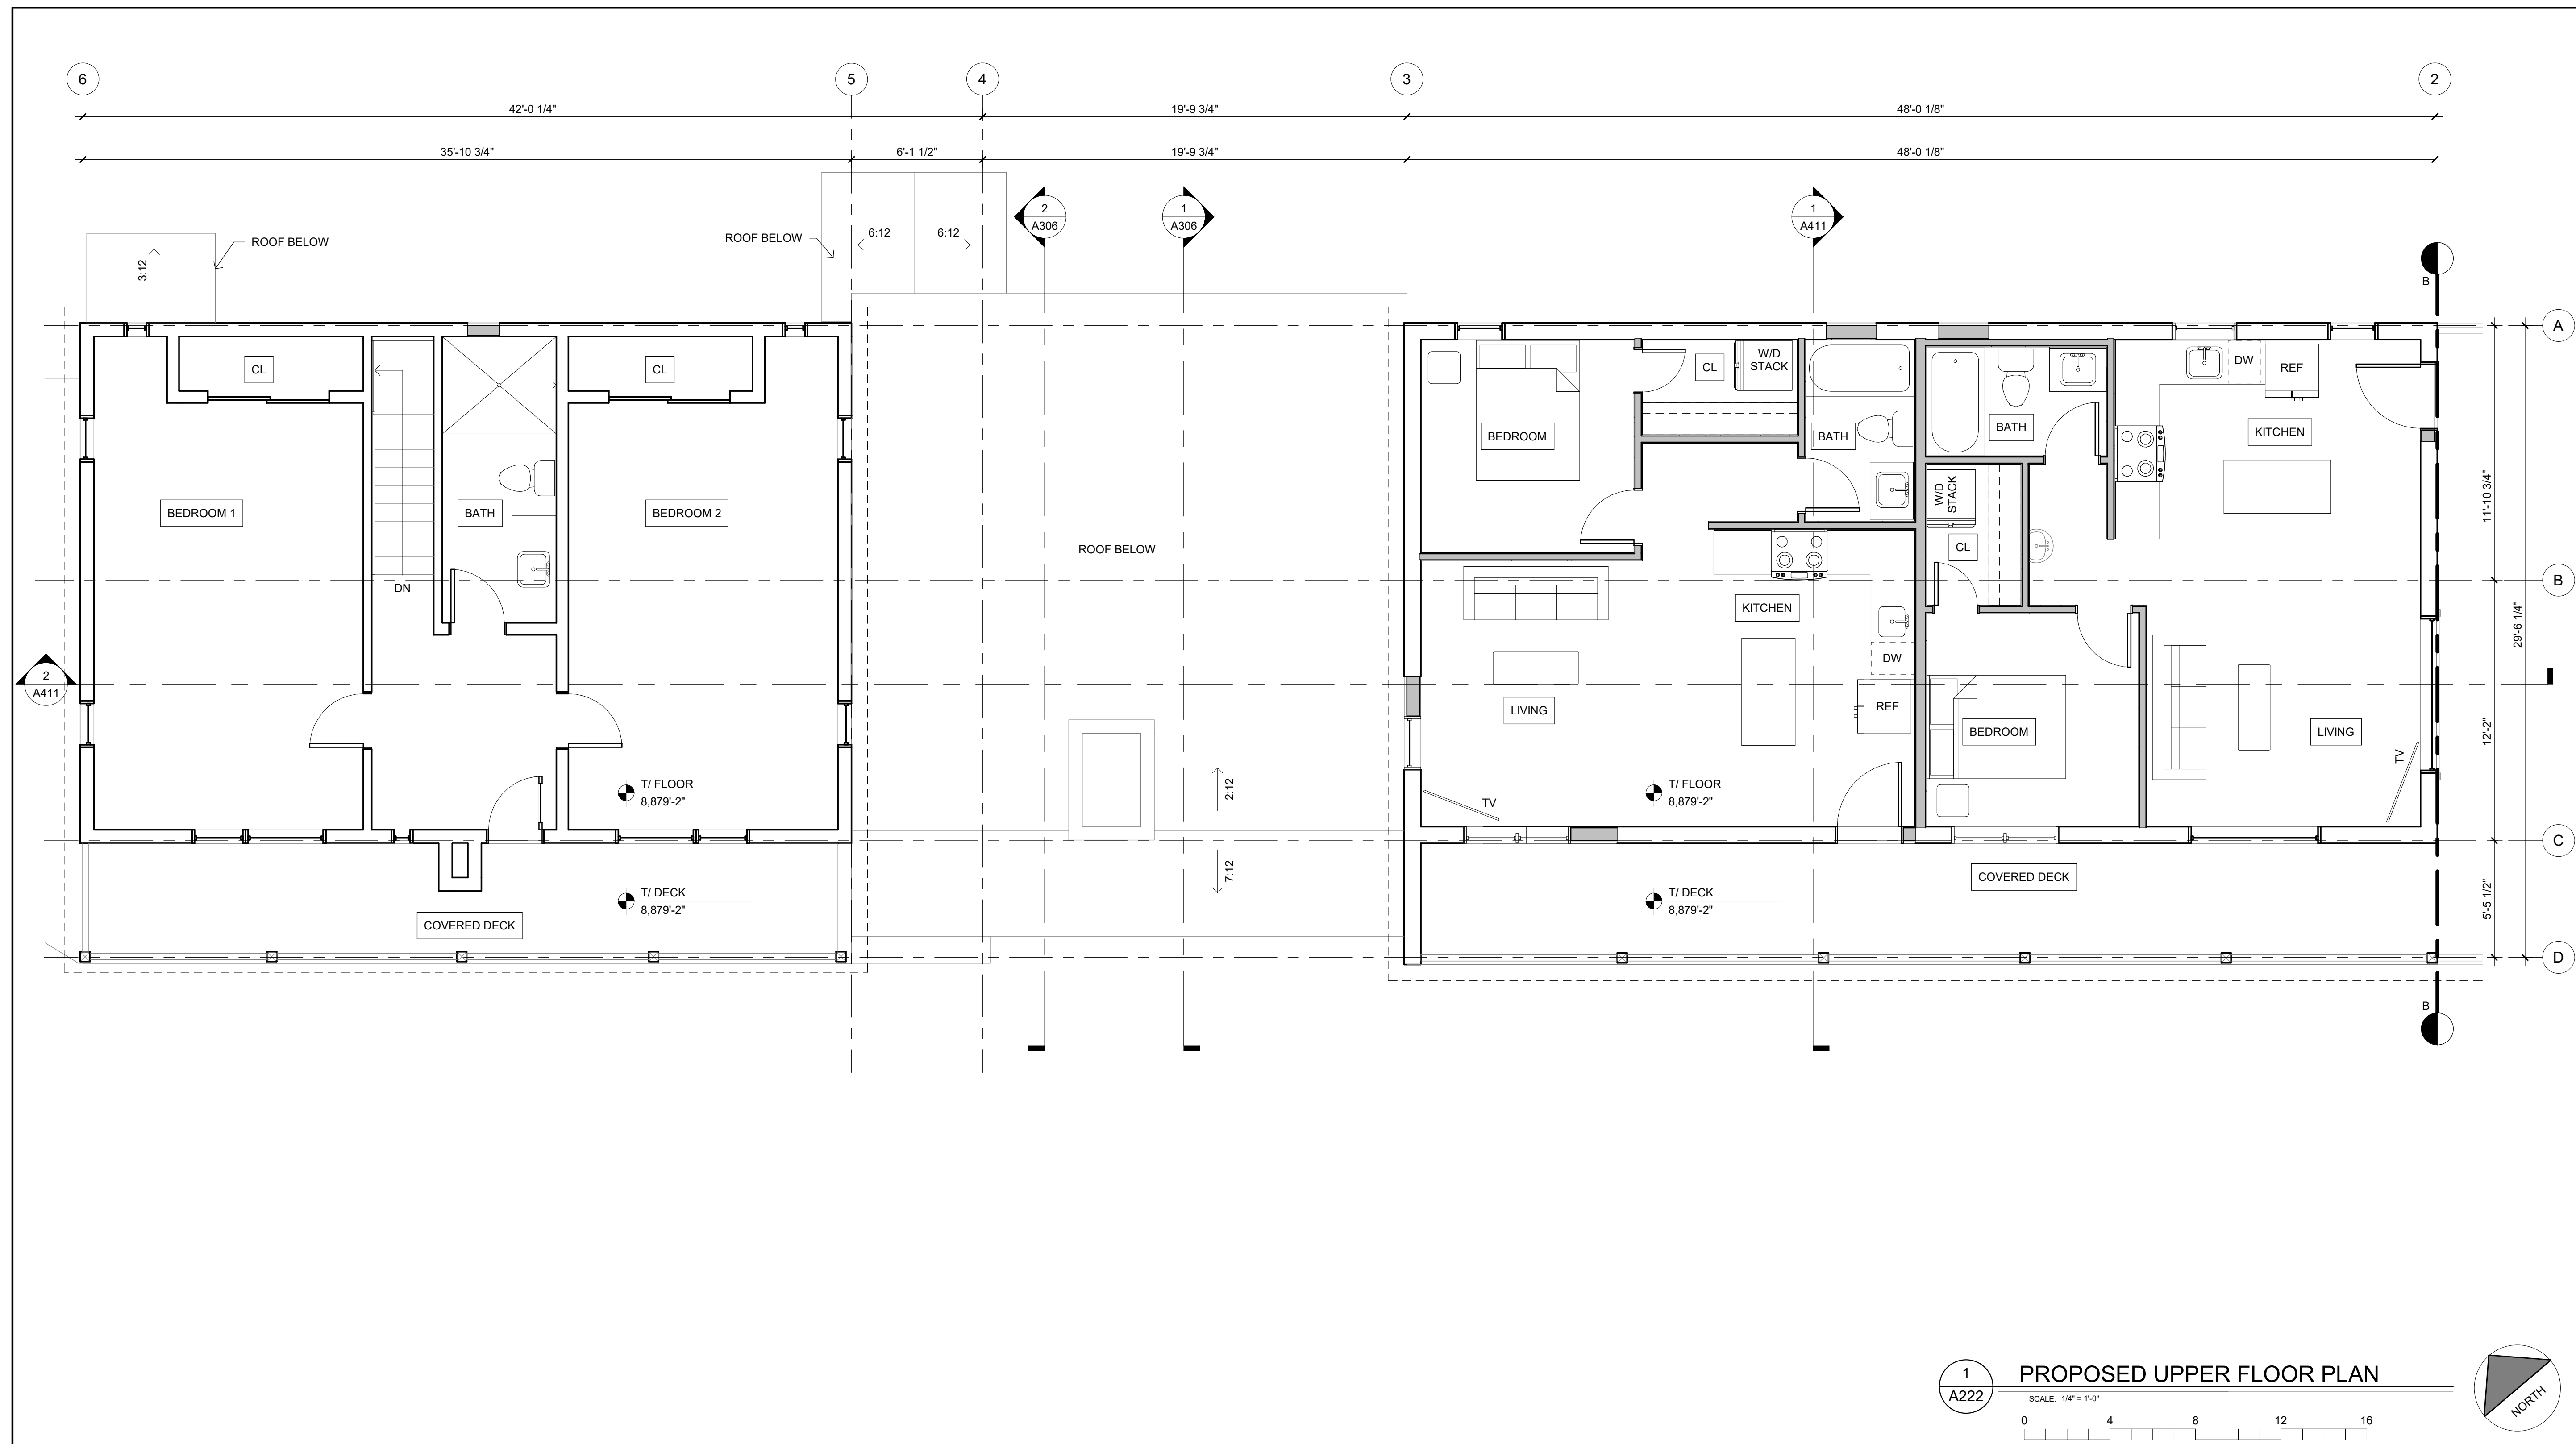 6
5
4
3
2
42'-0 1/4"
19'-9 3/4"
48'-0 1/8"
35'-10 3/4"
6'-1 1/2"
19'-9 3/4"
48'-0 1/8"
2
A306
1
A306
1
A411
ROOF BELOW
3:12
ROOF BELOW
6:12
6:12
B
A
CL
CL
CL
W/D
STACK
DW
REF
BEDROOM
BATH
BATH
KITCHEN
BEDROOM 1
BATH
BEDROOM 2
W/D
STACK
11'-10 3/4"
ROOF BELOW
CL
DN
B
KITCHEN
29'-6 1/4"
DW
2
A411
LIVING
REF
BEDROOM
LIVING
TV
12'-2"
T/ FLOOR
8,879'-2"
2:12
TV
T/ FLOOR
8,879'-2"
C
7:12
COVERED DECK
T/ DECK
8,879'-2"
T/ DECK
8,879'-2"
5'-5 1/2"
COVERED DECK
D
B
1
A222
PROPOSED UPPER FLOOR PLAN
SCALE: 1/4" = 1'-0"
0
4
8
12
16
NORTH